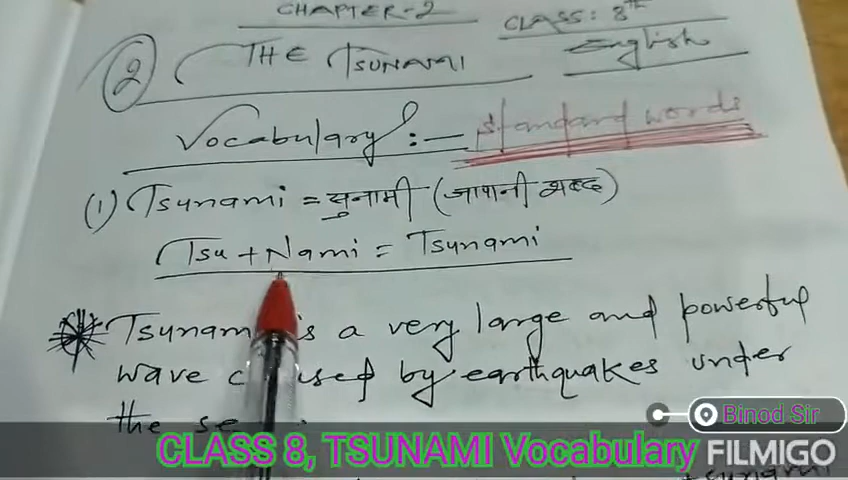 CHAPTER-2
CLASS: 8th
English
2 THE TSUNAMI
Vocabulary :- standard words
(1) Tsunami = सुनामी (जापानी शब्द)
Tsu + Nami = Tsunami
Tsunami is a very large and powerful
wave caused by earthquakes under
the
Binod Sir
CLASS 8, TSUNAMI Vocabulary
FILMIGO
tsunami